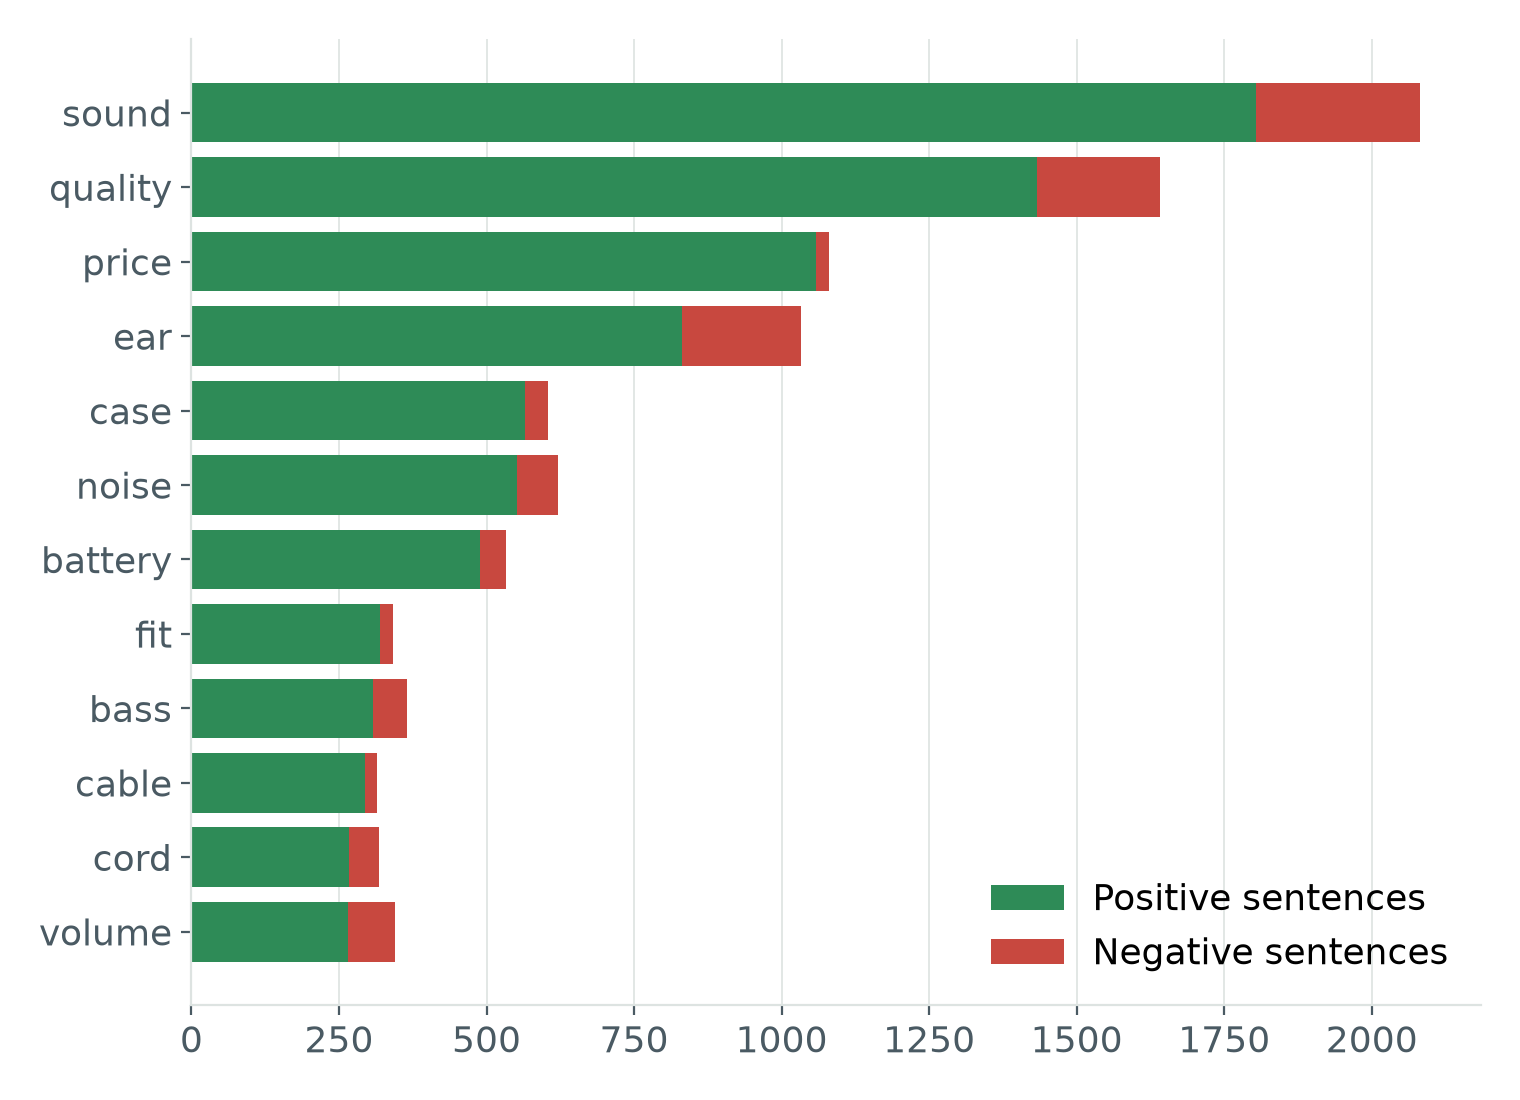 sound
quality
price
ear
case
noise
battery
fit
bass
cable
cord
volume
Positive sentences
Negative sentences
0 250 500 750 1000 1250 1500 1750 2000